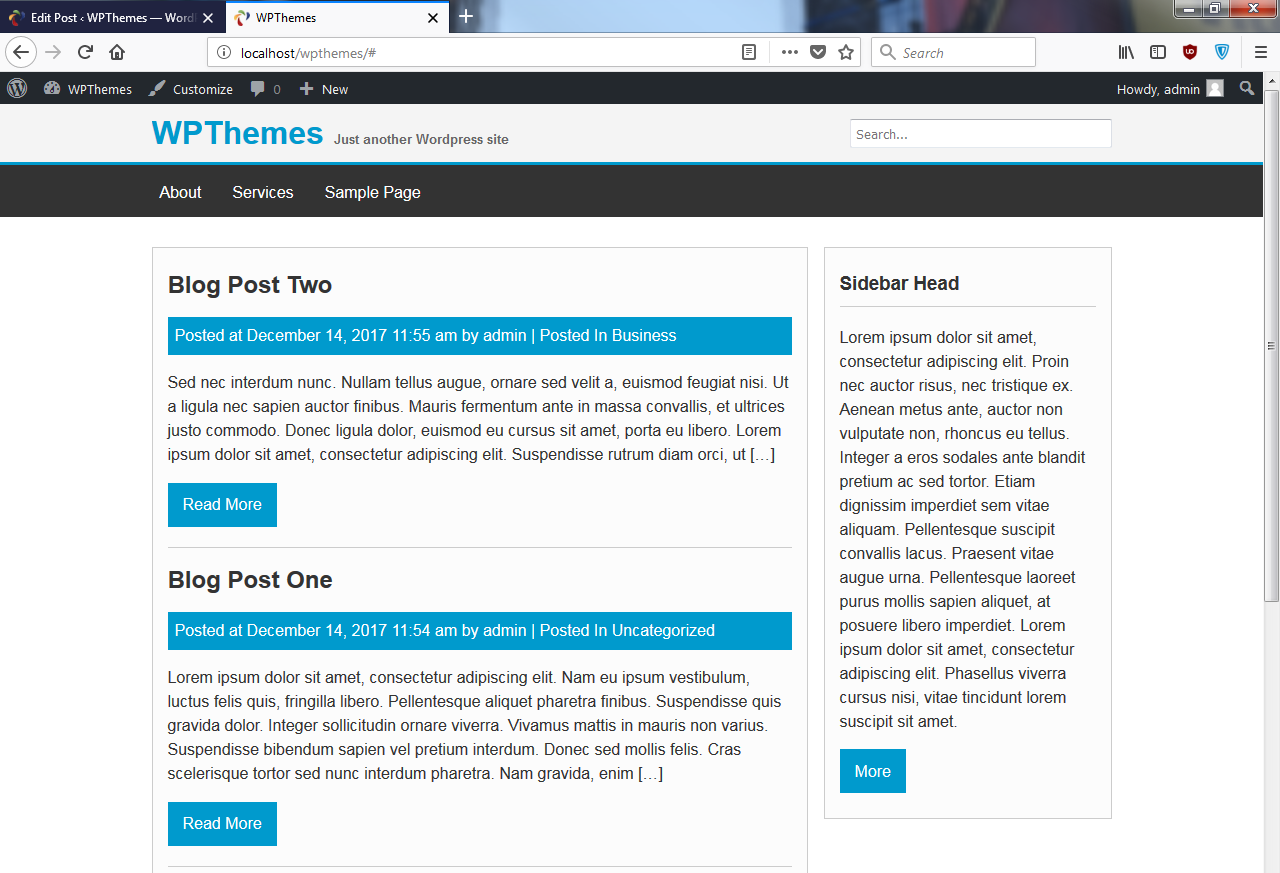 Edit Post ‹ WPThemes — Word
WPThemes
localhost/wpthemes/#
Search
WPThemes
Customize
0
New
Howdy, admin
WPThemes
Just another Wordpress site
Search...
About
Services
Sample Page
Blog Post Two
Posted at December 14, 2017 11:55 am by admin | Posted In Business
Sed nec interdum nunc. Nullam tellus augue, ornare sed velit a, euismod feugiat nisi. Ut
a ligula nec sapien auctor finibus. Mauris fermentum ante in massa convallis, et ultrices
justo commodo. Donec ligula dolor, euismod eu cursus sit amet, porta eu libero. Lorem
ipsum dolor sit amet, consectetur adipiscing elit. Suspendisse rutrum diam orci, ut […]
Read More
Blog Post One
Posted at December 14, 2017 11:54 am by admin | Posted In Uncategorized
Lorem ipsum dolor sit amet, consectetur adipiscing elit. Nam eu ipsum vestibulum,
luctus felis quis, fringilla libero. Pellentesque aliquet pharetra finibus. Suspendisse quis
gravida dolor. Integer sollicitudin ornare viverra. Vivamus mattis in mauris non varius.
Suspendisse bibendum sapien vel pretium interdum. Donec sed mollis felis. Cras
scelerisque tortor sed nunc interdum pharetra. Nam gravida, enim […]
Read More
Sidebar Head
Lorem ipsum dolor sit amet,
consectetur adipiscing elit. Proin
nec auctor risus, nec tristique ex.
Aenean metus ante, auctor non
vulputate non, rhoncus eu tellus.
Integer a eros sodales ante blandit
pretium ac sed tortor. Etiam
dignissim imperdiet sem vitae
aliquam. Pellentesque suscipit
convallis lacus. Praesent vitae
augue urna. Pellentesque laoreet
purus mollis sapien aliquet, at
posuere libero imperdiet. Lorem
ipsum dolor sit amet, consectetur
adipiscing elit. Phasellus viverra
cursus nisi, vitae tincidunt lorem
suscipit sit amet.
More